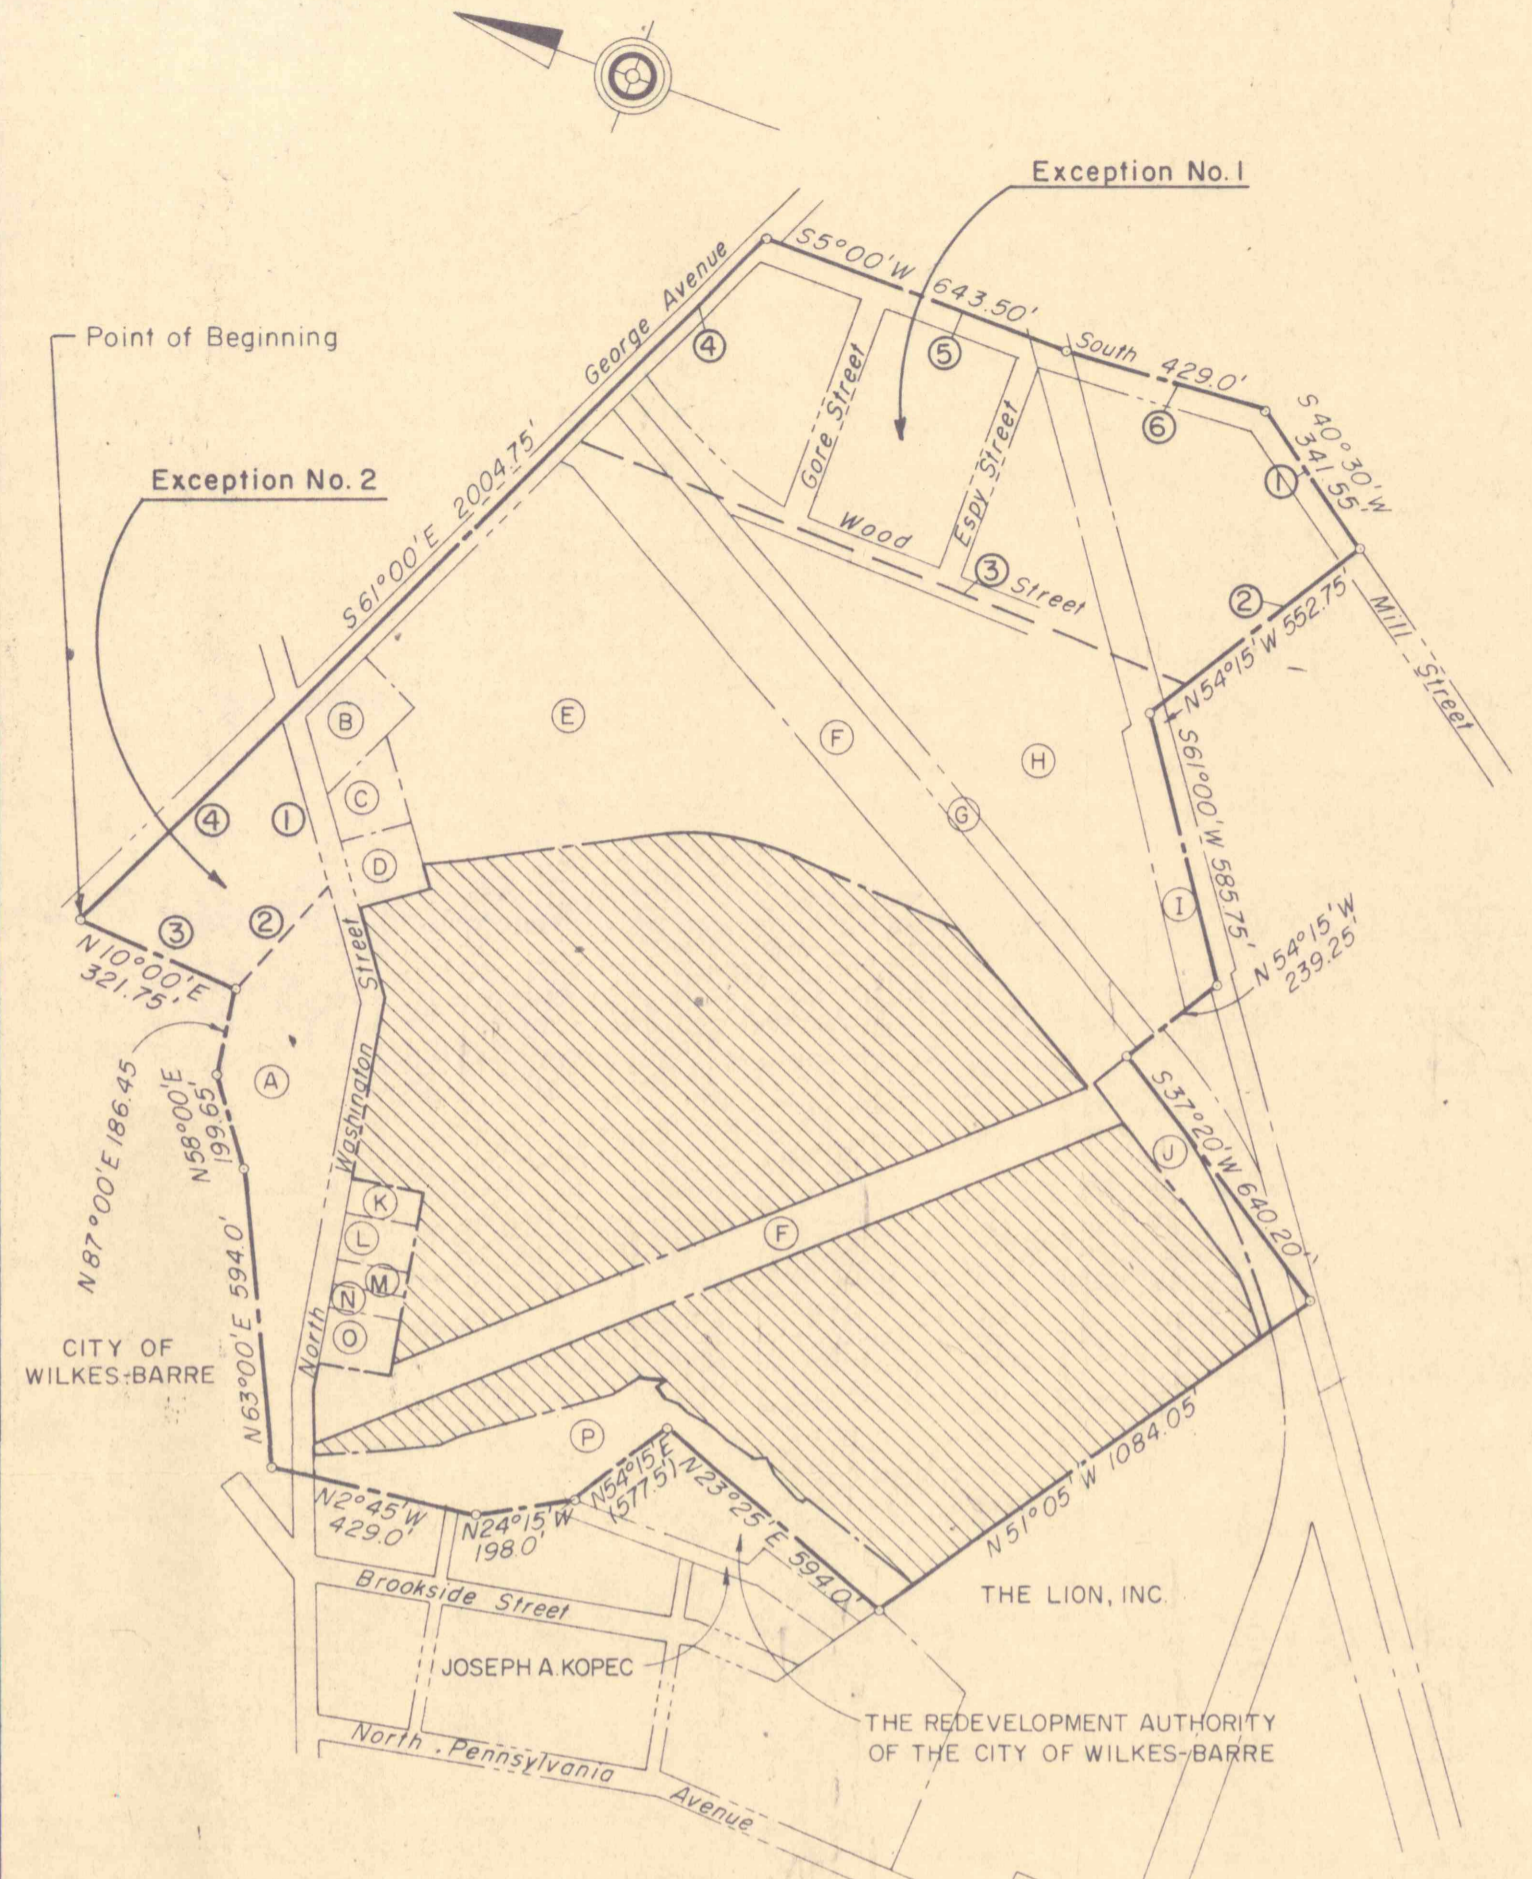 Exception No. 1
S5°00'W 643.50'
George Avenue
Point of Beginning
South 429.0'
④
⑤
S 40°30'W
341.55'
⑥
Gore Street
Espy Street
Exception No. 2
S61°00'E 2004.75'
①
Wood Street
③
②
N54°15'W 552.75'
Mill Street
B
E
F
H
S61°00'W 585.75'
C
G
④
①
D
I
③
②
N10°00'E
321.75'
N54°15'W
239.25'
North Washington Street
N87°00'E 186.45
N58°00'E
199.65'
A
S37°20'W 640.20'
J
K
L
M
N
O
F
N63°00'E 594.0'
CITY OF
WILKES-BARRE
P
N54°15'E
(577.5')
N23°25'E 594.0'
N51°05'W 1084.05'
N2°45'W
429.0'
N24°15'W
198.0'
Brookside Street
THE LION, INC.
JOSEPH A. KOPEC
THE REDEVELOPMENT AUTHORITY
OF THE CITY OF WILKES-BARRE
North Pennsylvania Avenue